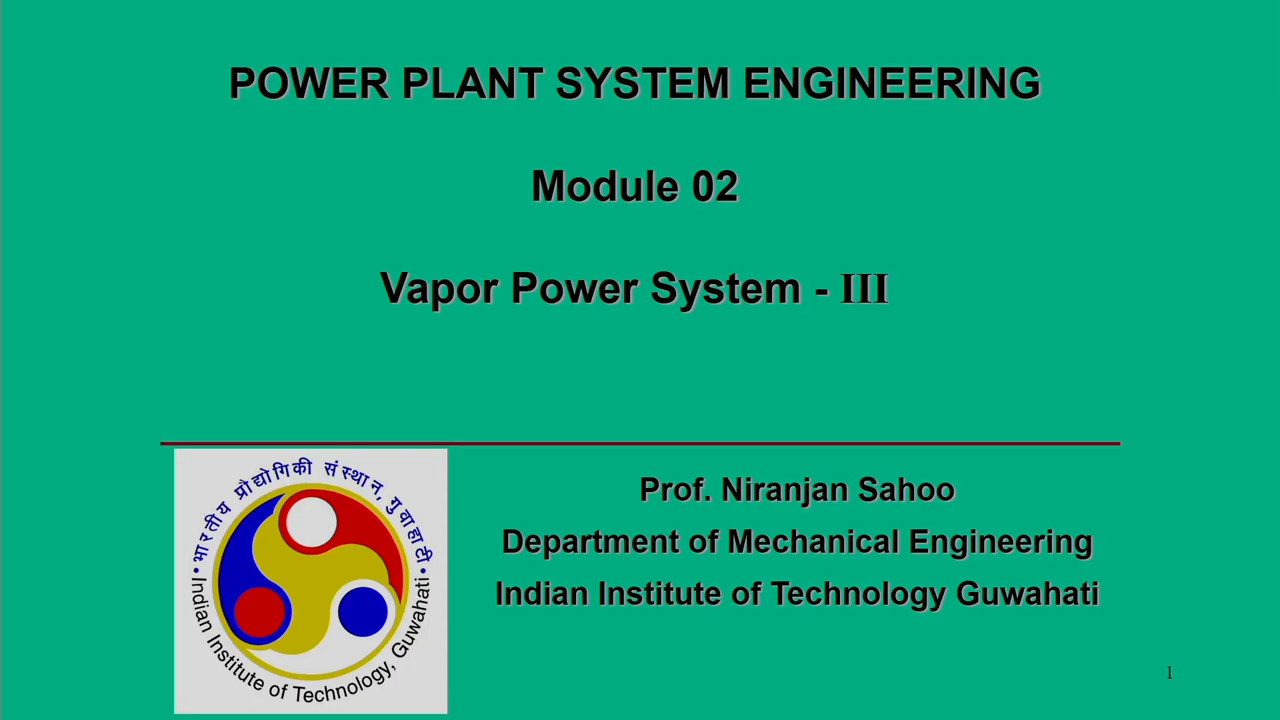 POWER PLANT SYSTEM ENGINEERING
Module 02
Vapor Power System - III
भारतीय प्रौद्योगिकी संस्थान, गुवाहाटी
Indian Institute of Technology, Guwahati
Prof. Niranjan Sahoo
Department of Mechanical Engineering
Indian Institute of Technology Guwahati
1